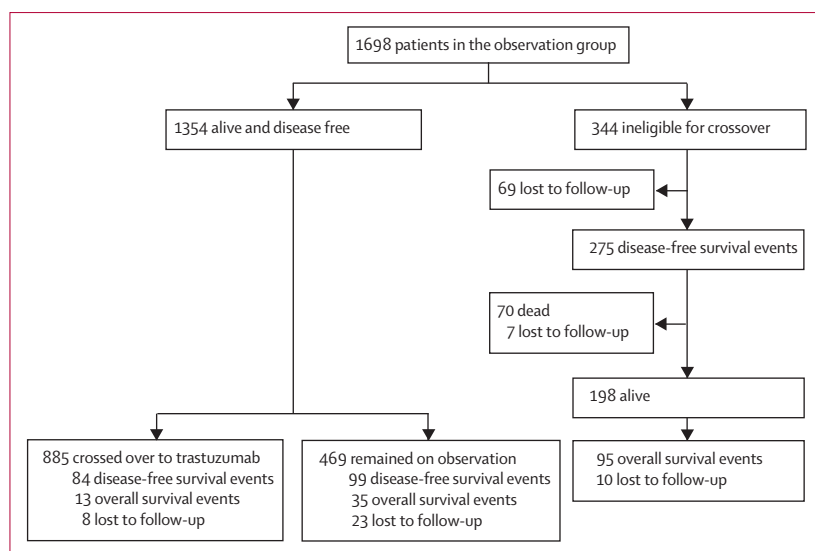 1698 patients in the observation group
1354 alive and disease free
344 ineligible for crossover
69 lost to follow-up
275 disease-free survival events
70 dead
7 lost to follow-up
198 alive
885 crossed over to trastuzumab
84 disease-free survival events
13 overall survival events
8 lost to follow-up
469 remained on observation
99 disease-free survival events
35 overall survival events
23 lost to follow-up
95 overall survival events
10 lost to follow-up